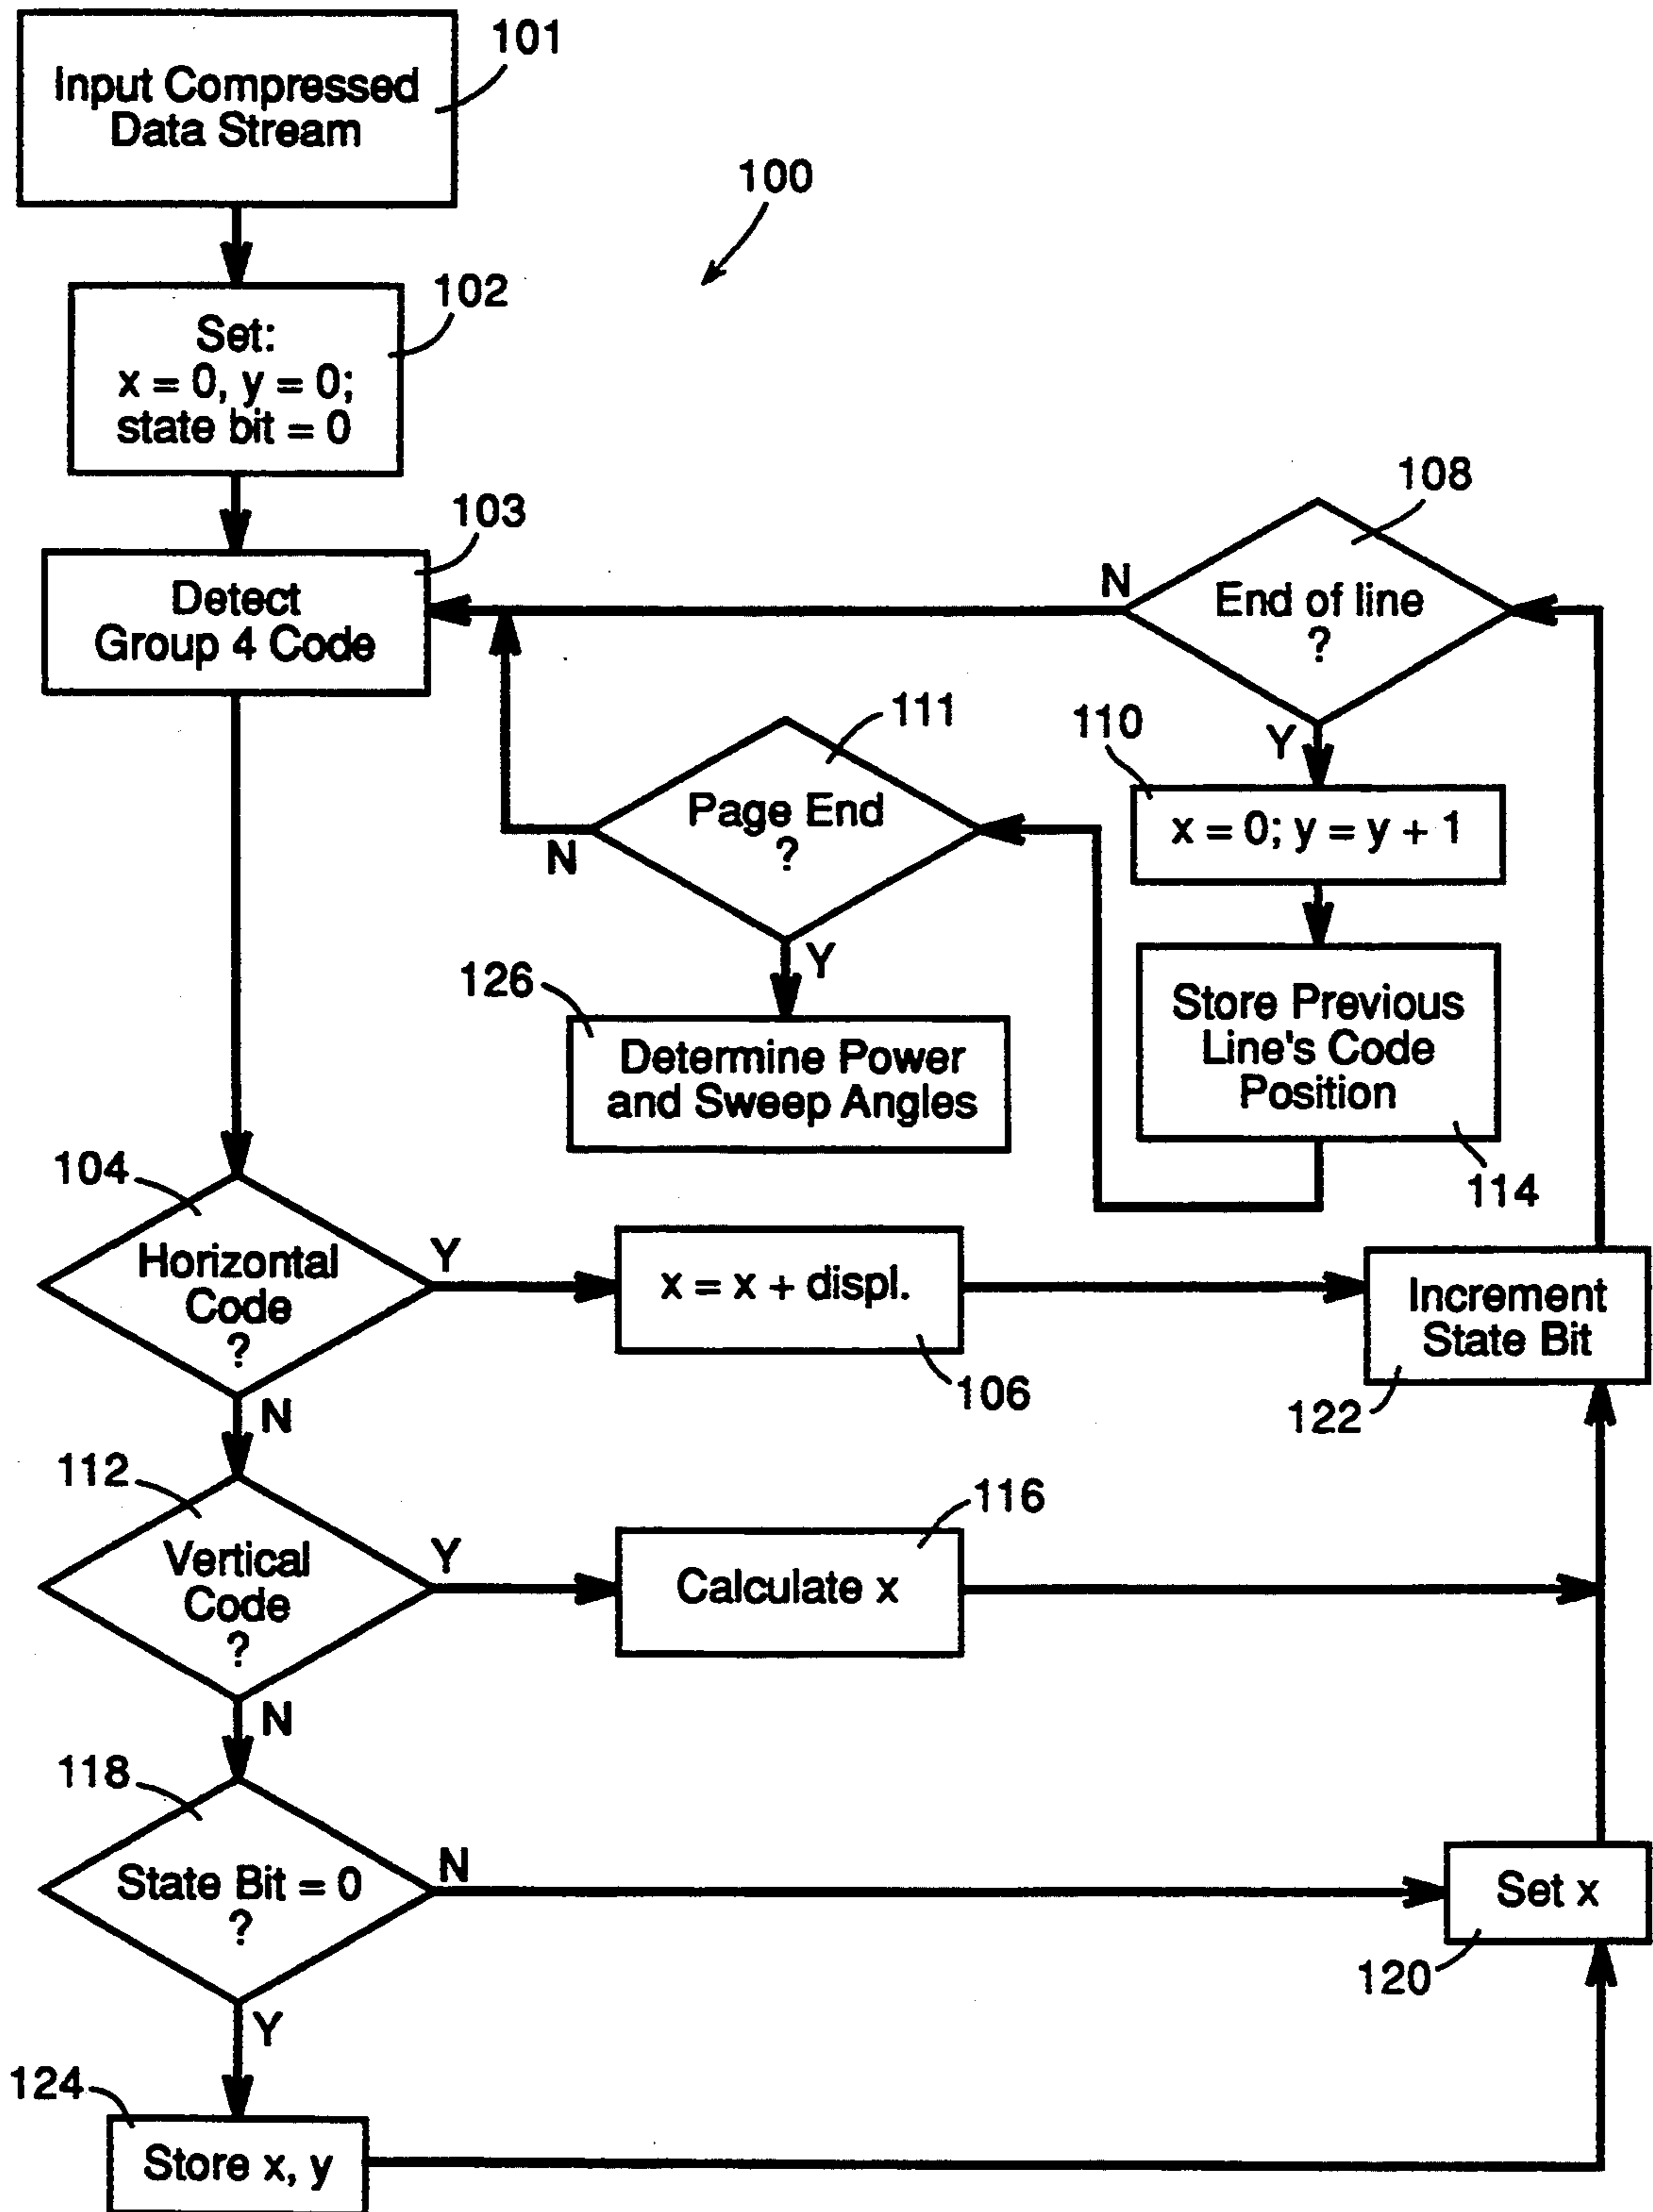 101
Input Compressed
Data Stream
100
102
Set:
x = 0, y = 0;
state bit = 0
103
Detect
Group 4 Code
108
N
End of line
?
Y
111
110
Page End
?
N
Y
x = 0; y = y + 1
126
Determine Power
and Sweep Angles
Store Previous
Line's Code
Position
114
104
Horizontal
Code
?
Y
N
x = x + displ.
106
Increment
State Bit
122
112
Vertical
Code
?
Y
N
116
Calculate x
118
State Bit = 0
?
N
Y
Set x
120
124
Store x, y